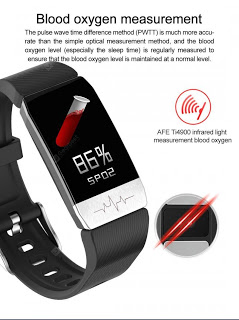 Blood oxygen measurement
The pulse wave time difference method (PWTT) is much more accu-
rate than the simple optical measurement method, and the blood
oxygen level (especially the sleep time) is regularly measured to
ensure that the blood oxygen level is maintained at a normal level.
AFE TI4900 infrared light
measurement blood oxygen
86%
SPO2